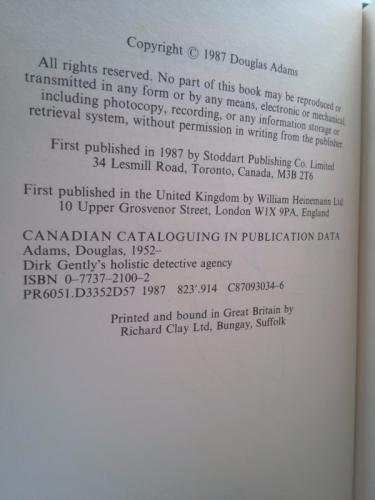 Copyright © 1987 Douglas Adams
All rights reserved. No part of this book may be reproduced or
transmitted in any form or by any means, electronic or mechanical,
including photocopy, recording, or any information storage or
retrieval system, without permission in writing from the publisher.
First published in 1987 by Stoddart Publishing Co. Limited
34 Lesmill Road, Toronto, Canada, M3B 2T6
First published in the United Kingdom by William Heinemann Ltd.
10 Upper Grosvenor Street, London W1X 9PA, England
CANADIAN CATALOGUING IN PUBLICATION DATA
Adams, Douglas, 1952–
Dirk Gently's holistic detective agency
ISBN 0–7737–2100–2
PR6051.D3352D57 1987 823'.914 C87093034–6
Printed and bound in Great Britain by
Richard Clay Ltd, Bungay, Suffolk